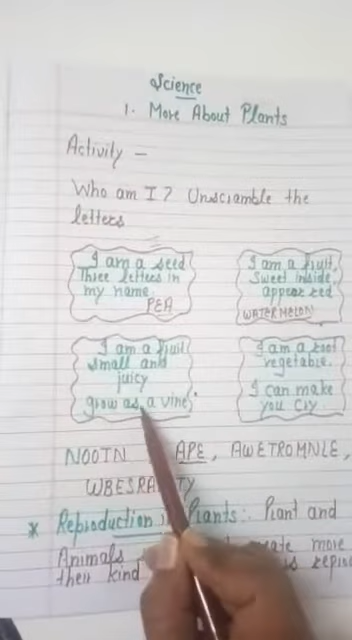 Science
1. More About Plants
Activity –
Who am I? Unscramble the
letters
I am a seed
Three letters in
my name.
PEA
I am a fruit,
Sweet inside,
appear red
WATERMELON
I am a fruit
small and
juicy
grow as a vine
I am a root
vegetable.
I can make
you cry
NOOIN APE, AWETROMNLE,
* Reproduction Plants:- Plant and
Animals more
their kind